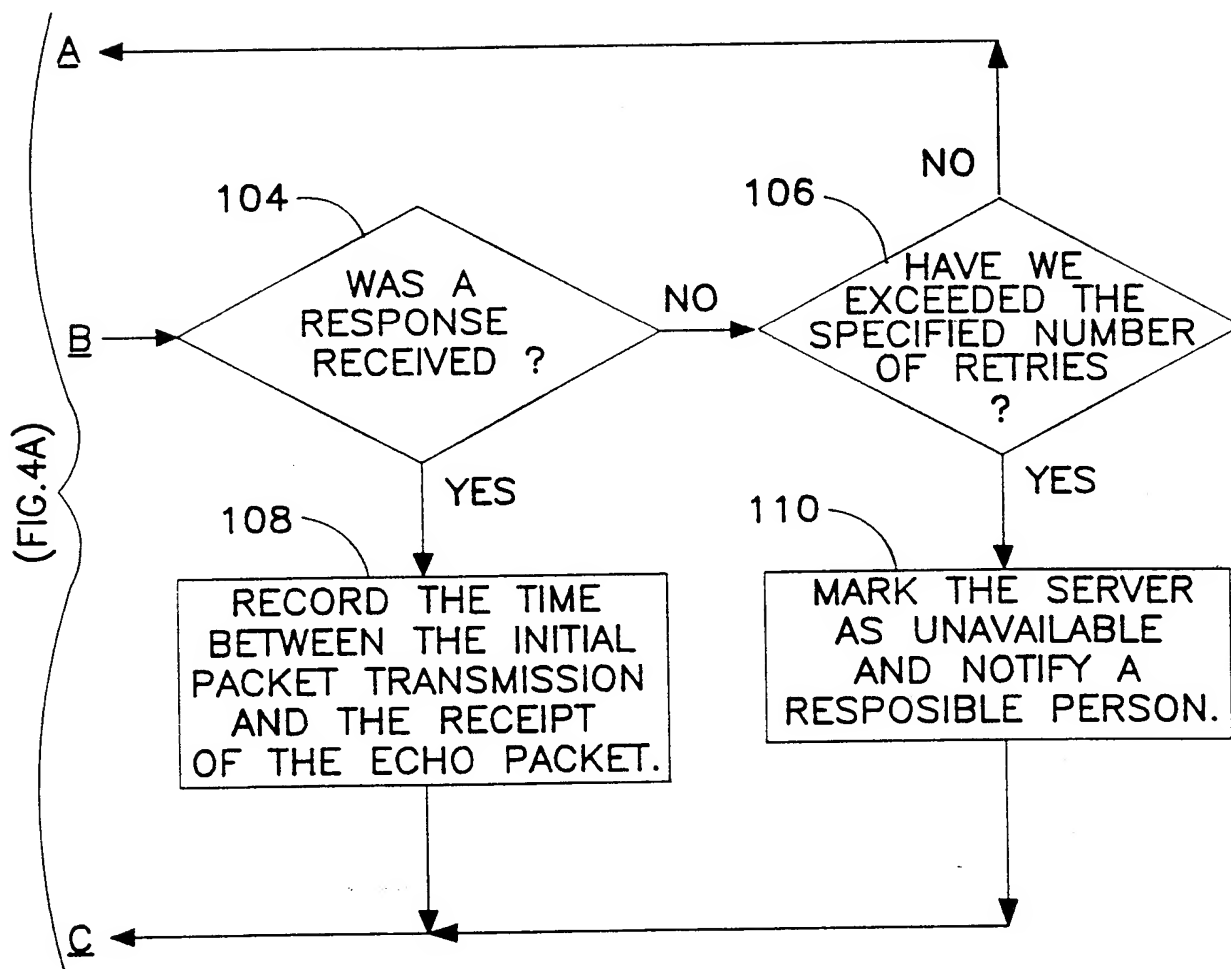 A
NO
104
106
WAS A
RESPONSE
RECEIVED ?
NO
HAVE WE
EXCEEDED THE
SPECIFIED NUMBER
OF RETRIES
?
B
(FIG.4A)
YES
YES
108
110
RECORD THE TIME
BETWEEN THE INITIAL
PACKET TRANSMISSION
AND THE RECEIPT
OF THE ECHO PACKET.
MARK THE SERVER
AS UNAVAILABLE
AND NOTIFY A
RESPOSIBLE PERSON.
C